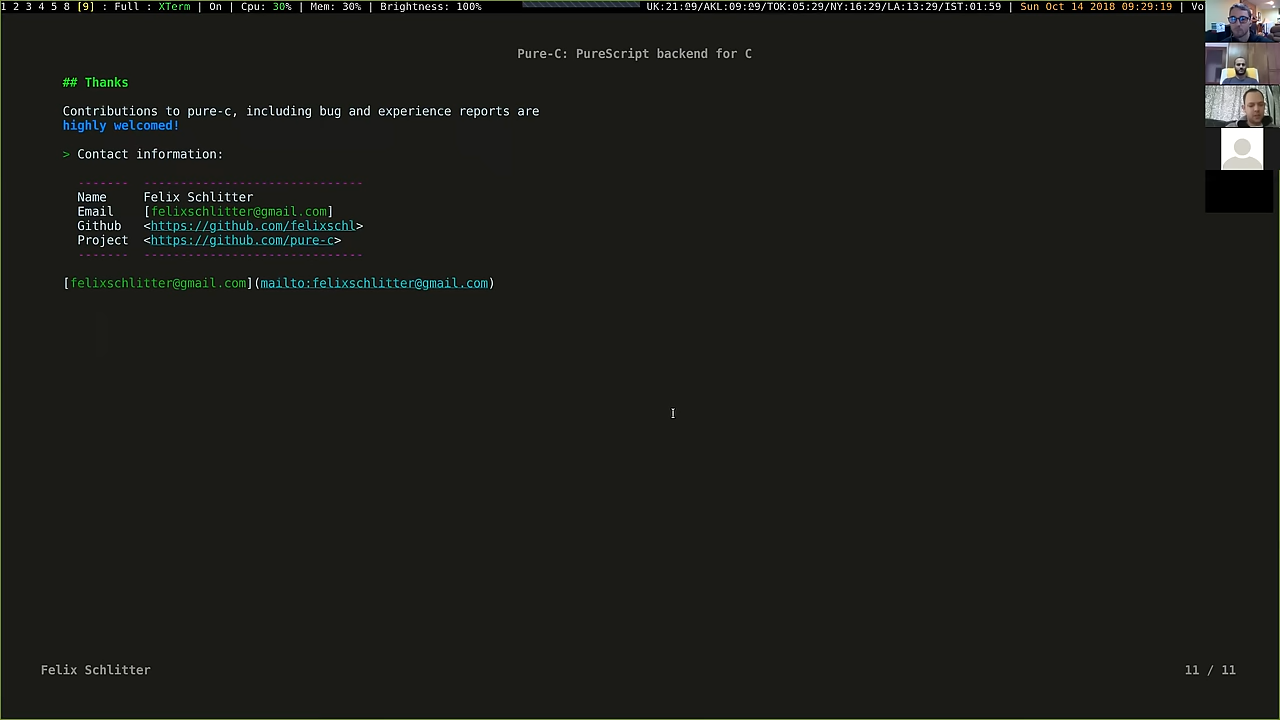 1 2 3 4 5 8 [9] : Full : XTerm | On | Cpu: 30% | Mem: 30% | Brightness: 100% UK:21:29/AKL:09:29/TOK:05:29/NY:16:29/LA:13:29/IST:01:59 | Sun Oct 14 2018 09:29:19 | Vo
Pure-C: PureScript backend for C
## Thanks
Contributions to pure-c, including bug and experience reports are
highly welcomed!
> Contact information:
------- ------------------------------
Name Felix Schlitter
Email [felixschlitter@gmail.com]
Github <https://github.com/felixschl>
Project <https://github.com/pure-c>
------- ------------------------------
[felixschlitter@gmail.com](mailto:felixschlitter@gmail.com)
Felix Schlitter
11 / 11